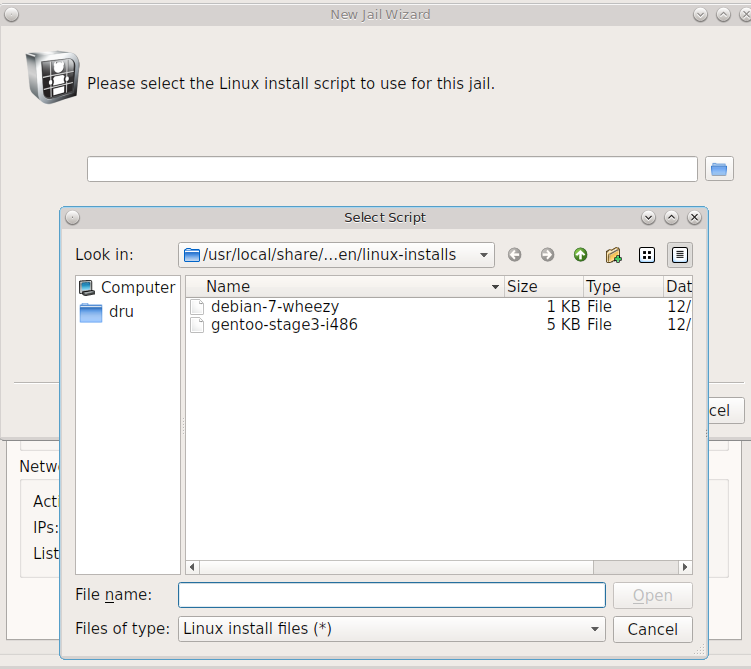 New Jail Wizard
Please select the Linux install script to use for this jail.
Select Script
Look in: /usr/local/share/...en/linux-installs
Computer
dru
Name Size Type Dat
debian-7-wheezy 1 KB File 12/
gentoo-stage3-i486 5 KB File 12/
cel
Netw
Acti
IPs:
List
File name: Open
Files of type: Linux install files (*) Cancel